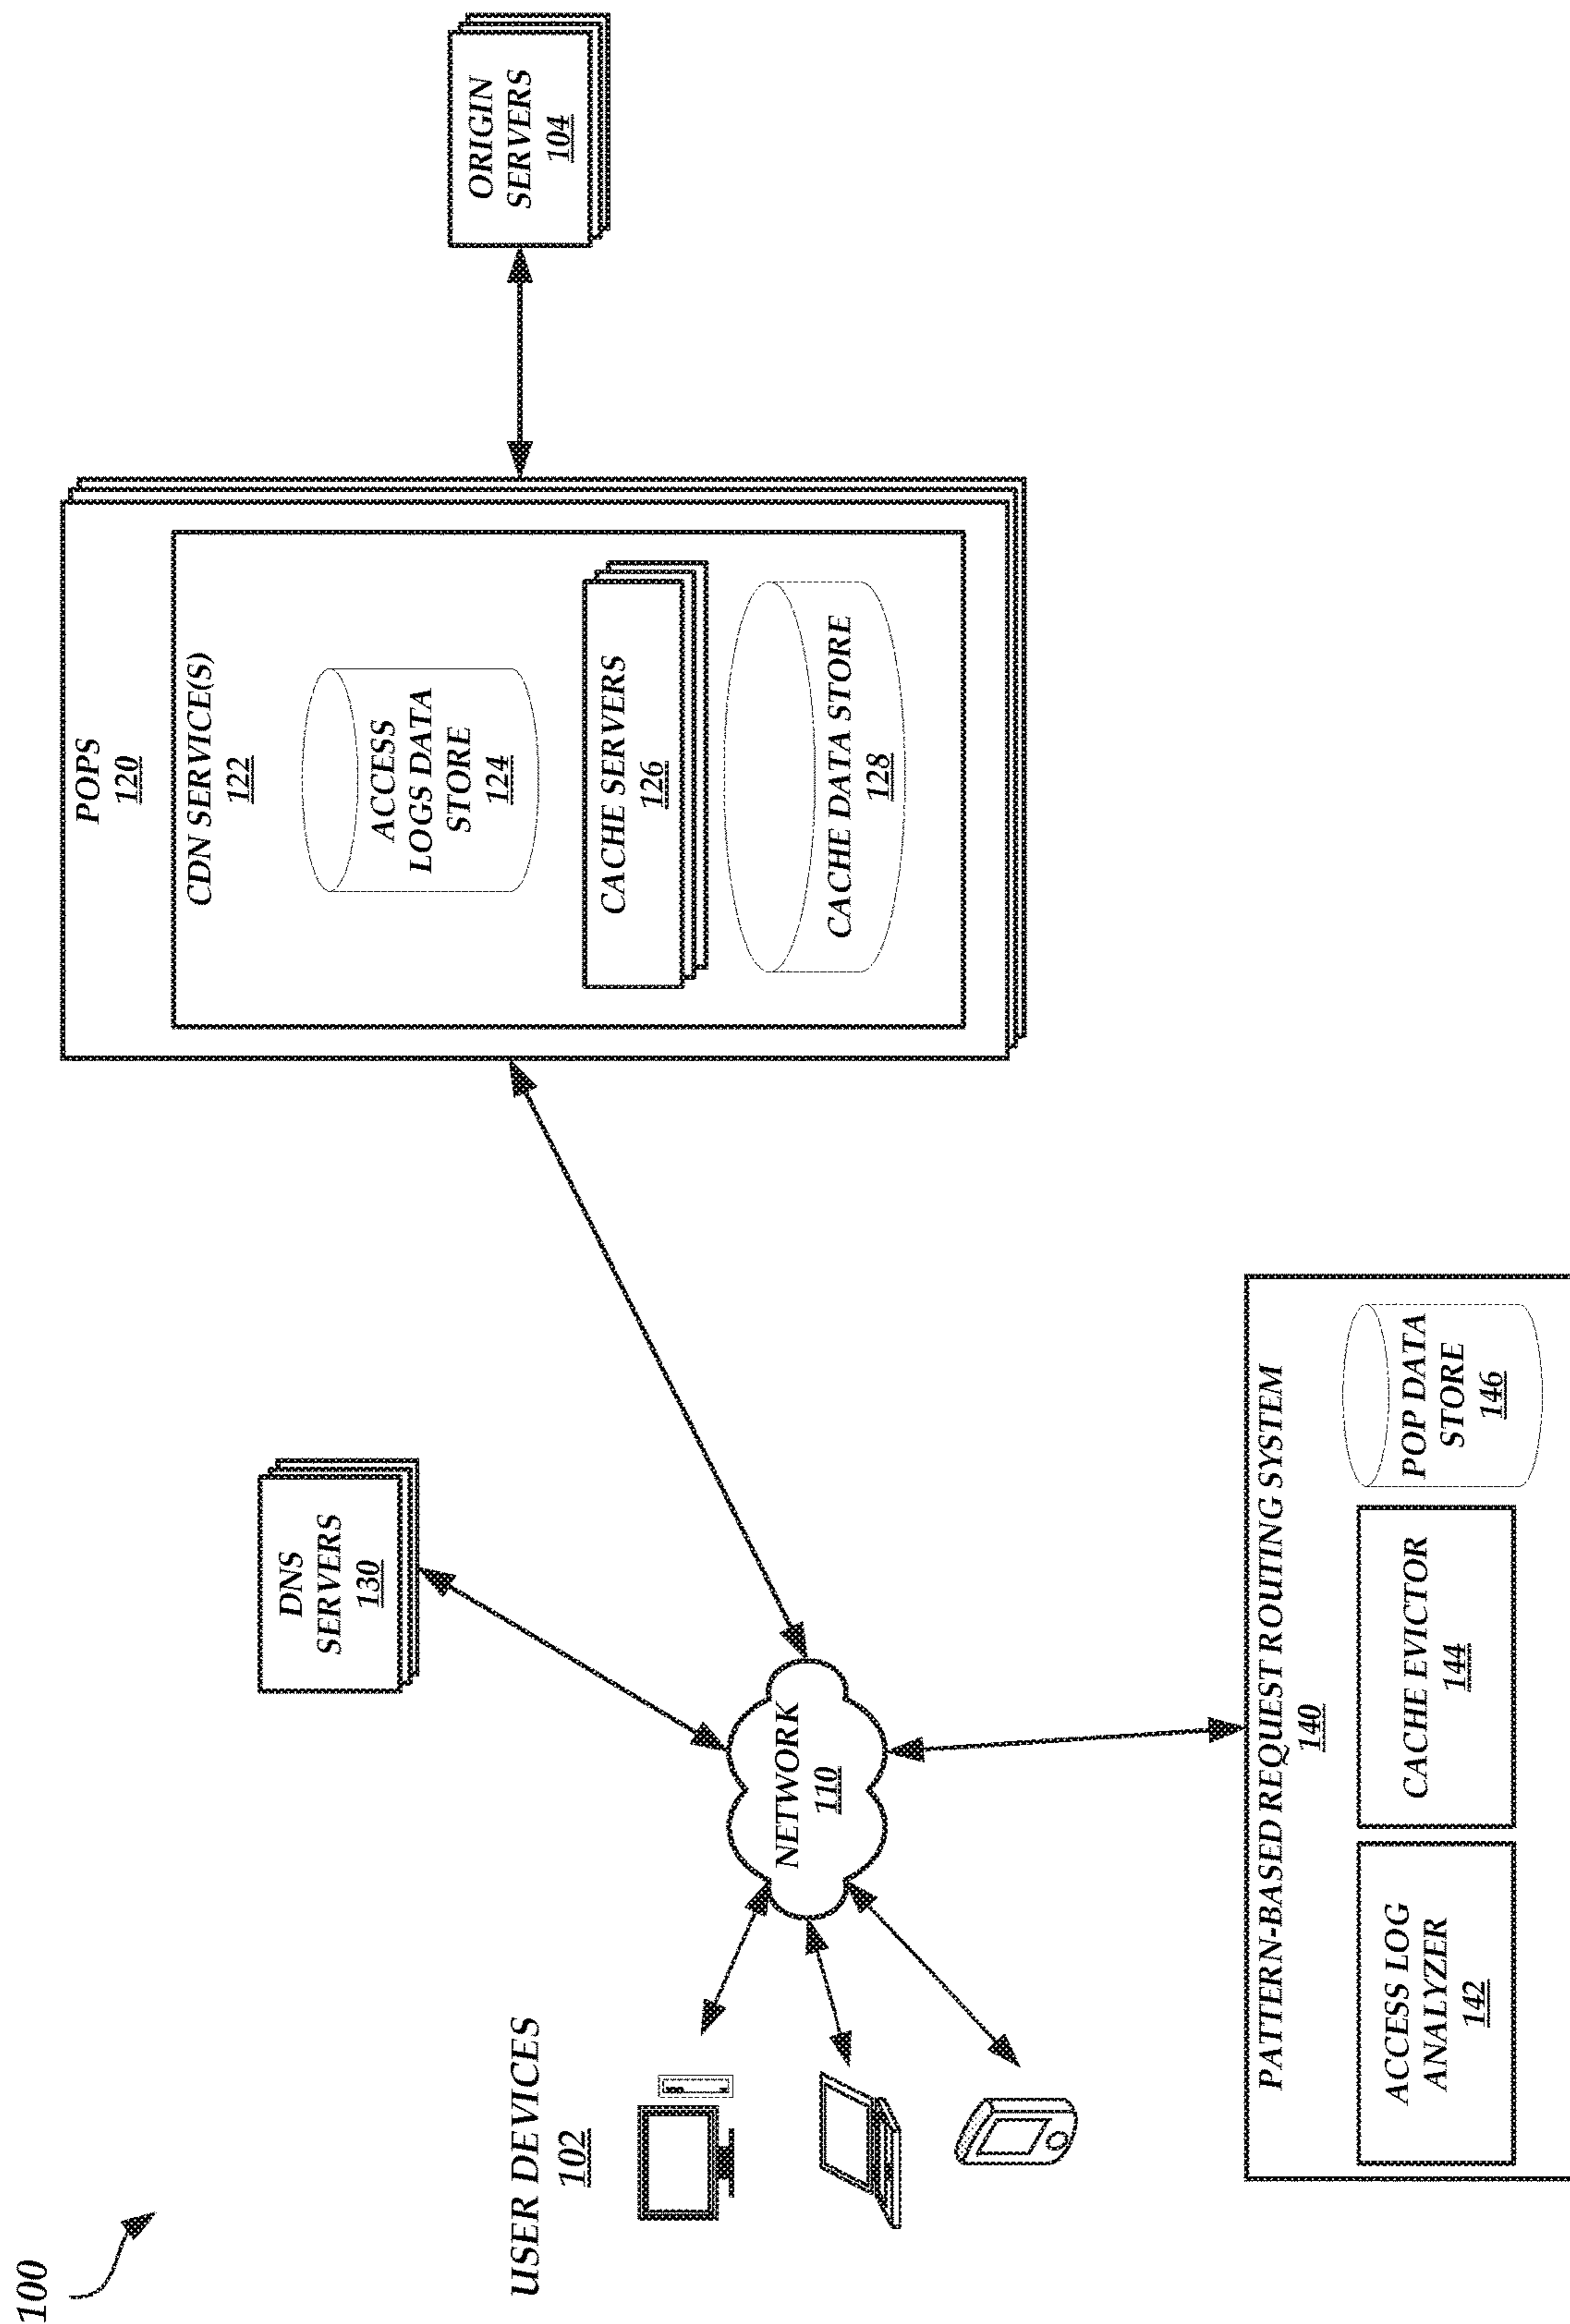 100
USER DEVICES
102
NETWORK
110
DNS
SERVERS
130
POPS
120
CDN SERVICE(S)
122
ACCESS
LOGS DATA
STORE
124
CACHE SERVERS
126
CACHE DATA STORE
128
ORIGIN
SERVERS
104
PATTERN-BASED REQUEST ROUTING SYSTEM
140
ACCESS LOG
ANALYZER
142
CACHE EVICTOR
144
POP DATA
STORE
146